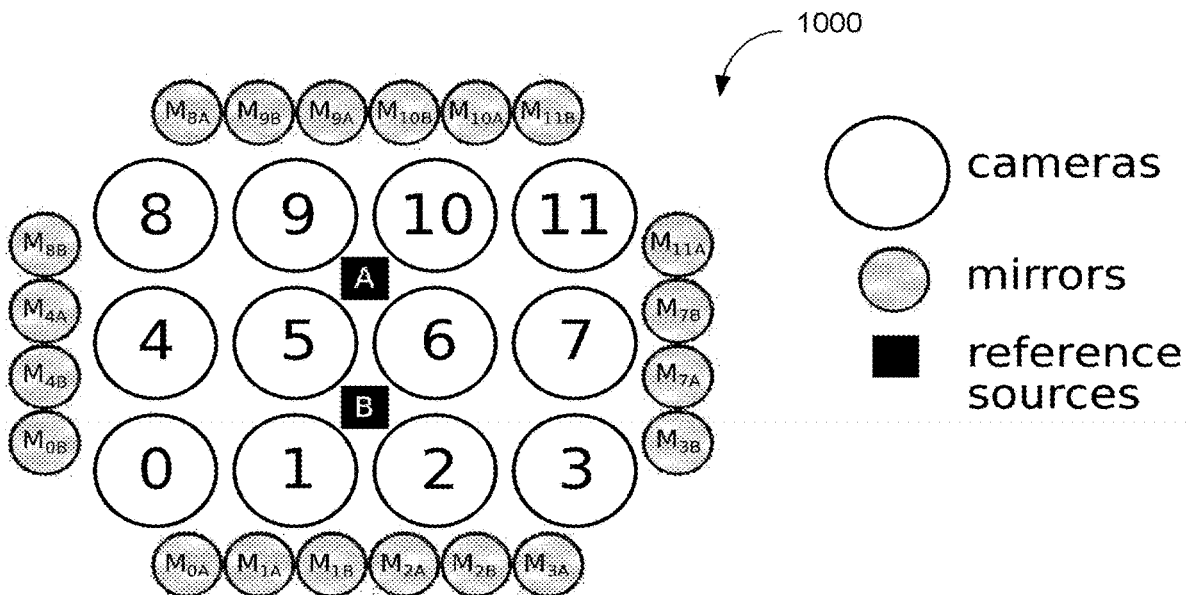 1000
M8A M9B M9A M10B M10A M11B
8 9 10 11
cameras
M8B
M11A
A
mirrors
M4A
M7B
4 5 6 7
reference
sources
M4B
M7A
B
M0B
M3B
0 1 2 3
M0A M1A M1B M2A M2B M3A